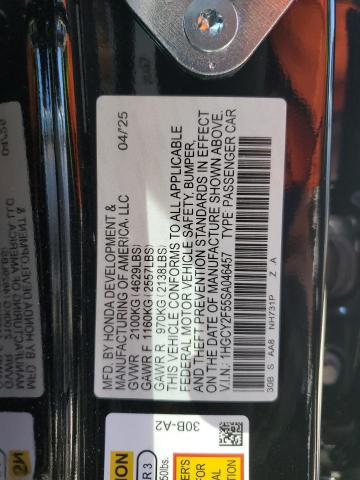 MFD. BY HONDA DEVELOPMENT &
MANUFACTURING OF AMERICA, LLC 04/'25
GVWR 2100KG (4629LBS)
GAWR F 1160KG (2557LBS)
GAWR R 970KG (2138LBS)
THIS VEHICLE CONFORMS TO ALL APPLICABLE
FEDERAL MOTOR VEHICLE SAFETY, BUMPER,
AND THEFT PREVENTION STANDARDS IN EFFECT
ON THE DATE OF MANUFACTURE SHOWN ABOVE.
V.I.N.: 1HGCY2F55SA046457 TYPE: PASSENGER CAR
30B S AA8 NH731P Z A
30B-A2